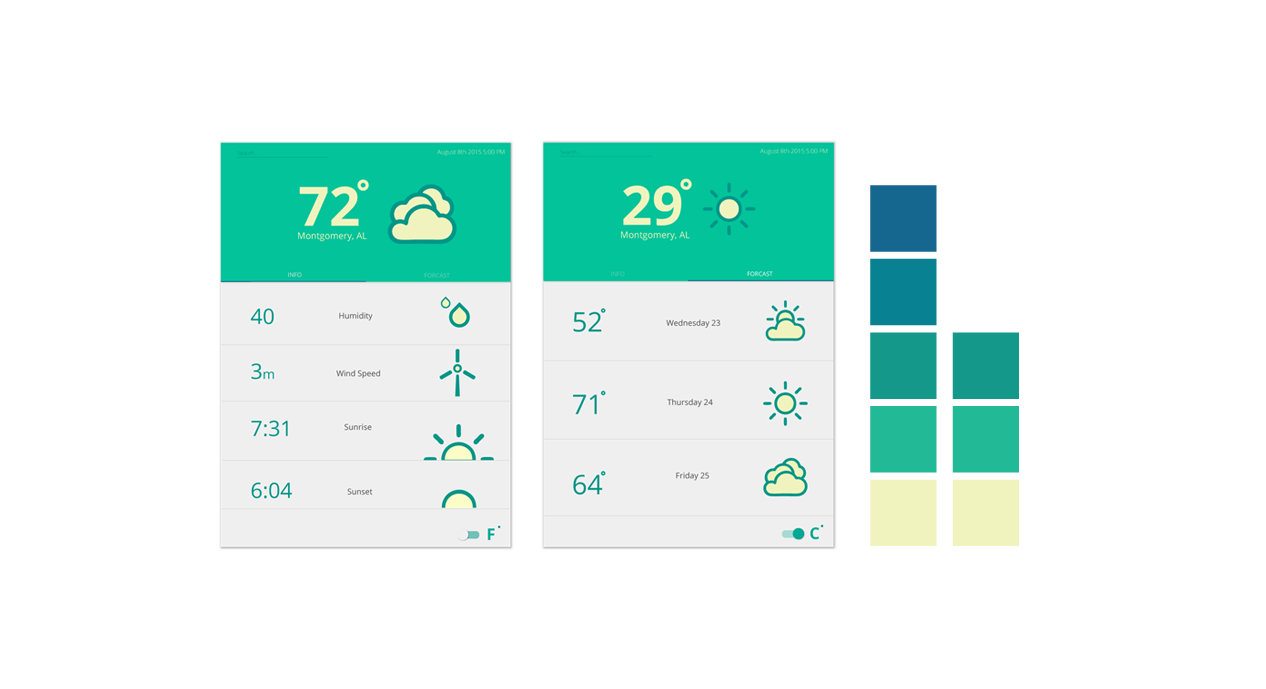 Search...
August 8th 2015 5:00 PM
72°
Montgomery, AL
INFO
FORCAST
40
Humidity
3m
Wind Speed
7:31
Sunrise
6:04
Sunset
F°
Search...
August 8th 2015 5:00 PM
29°
Montgomery, AL
INFO
FORCAST
52°
Wednesday 23
71°
Thursday 24
64°
Friday 25
C°